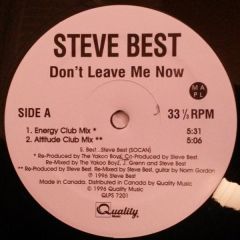 STEVE BEST
Don't Leave Me Now
M A
P L
SIDE A
33 ⅓ RPM
1. Energy Club Mix * 5:31
2. Attitude Club Mix ** 5:06
S. Best . Steve Best (SOCAN)
* Re-Produced by The Yakoo Boyz, Co-Produced by Steve Best.
Re-Mixed by The Yakoo Boyz, J. Grenn and Steve Best
** Re-Produced by Steve Best, Re-Mixed by Steve Best, guitar by Norm Gordon
℗ 1996 Steve Best
Made in Canada. Distributed in Canada by Quality Music
© 1996 Quality Music
QLPS 7201
Quality